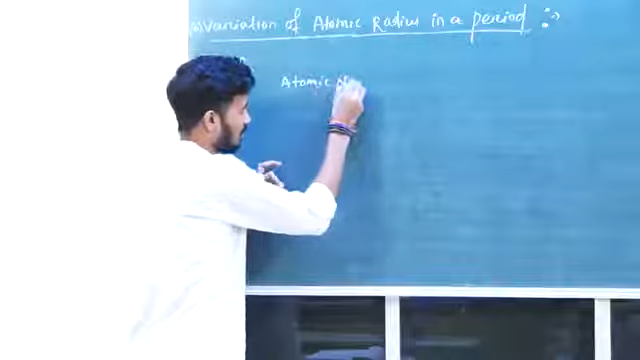 Variation of Atomic Radius in a period :-
Atomic